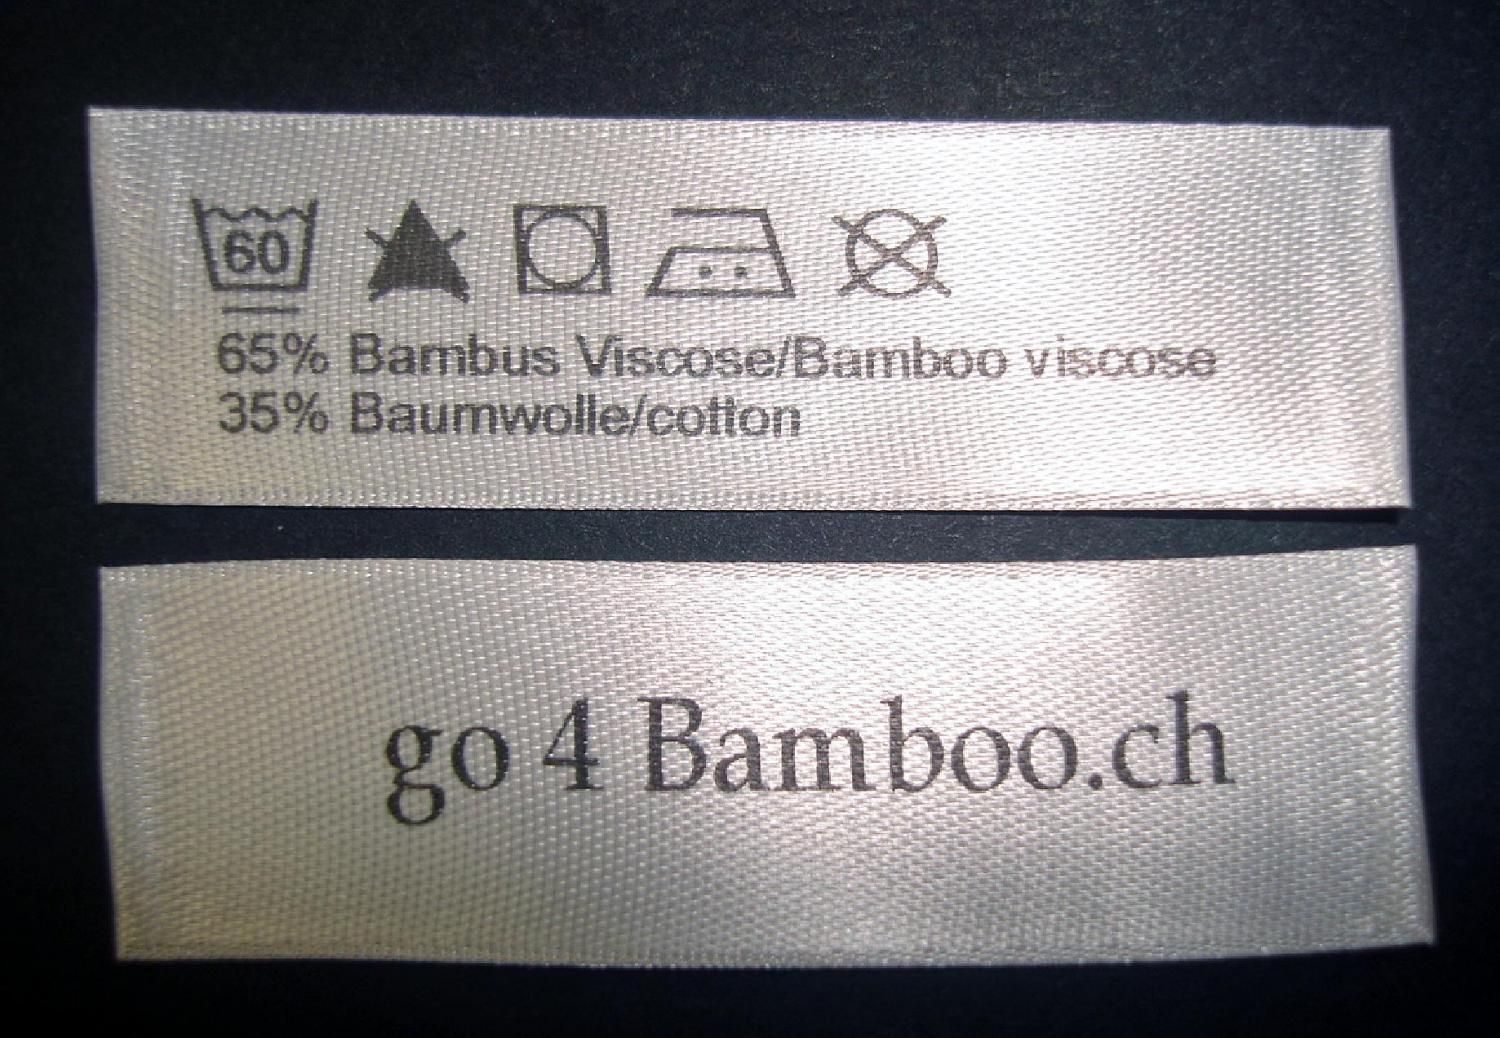 60
65% Bambus Viscose/Bamboo viscose
35% Baumwolle/cotton
go 4 Bamboo.ch